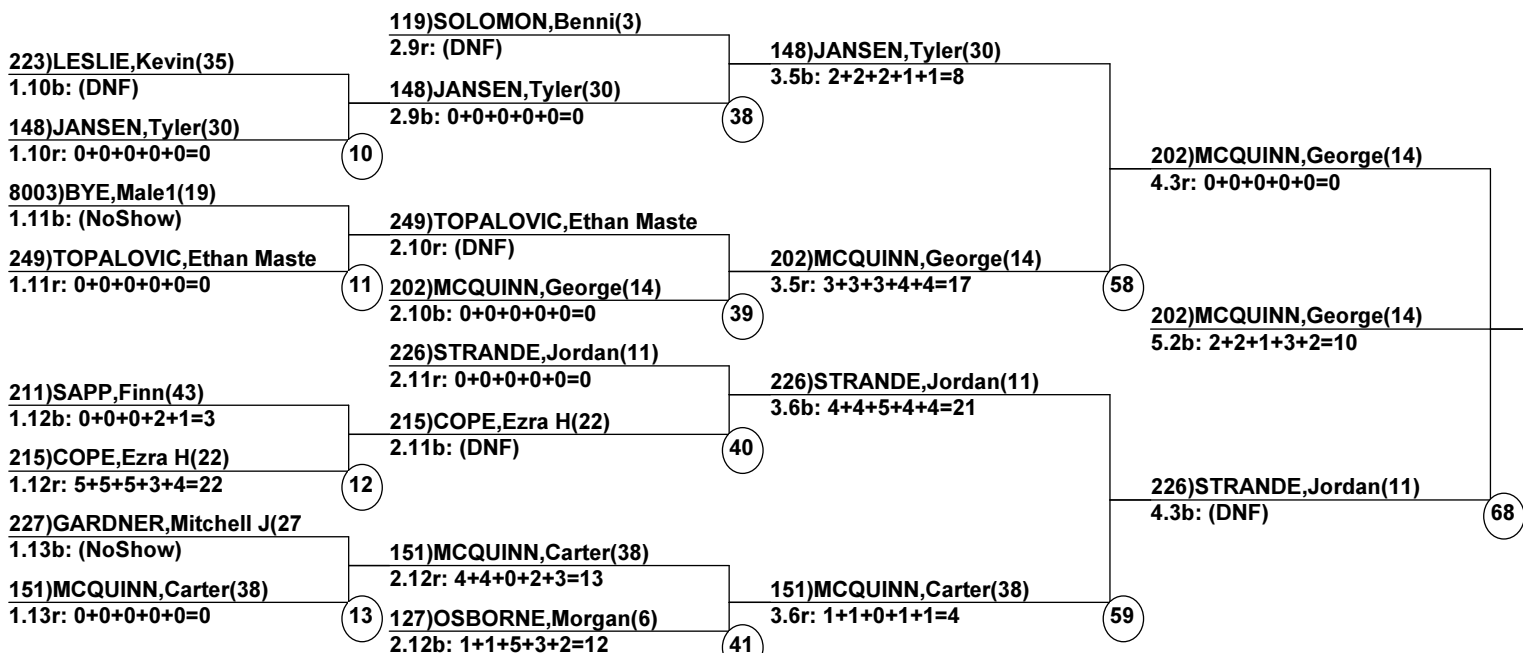 223)LESLIE,Kevin(35)
1.10b: (DNF)
148)JANSEN,Tyler(30)
1.10r: 0+0+0+0+0=0
10
8003)BYE,Male1(19)
1.11b: (NoShow)
249)TOPALOVIC,Ethan Maste
1.11r: 0+0+0+0+0=0
11
211)SAPP,Finn(43)
1.12b: 0+0+0+2+1=3
215)COPE,Ezra H(22)
1.12r: 5+5+5+3+4=22
12
227)GARDNER,Mitchell J(27
1.13b: (NoShow)
151)MCQUINN,Carter(38)
1.13r: 0+0+0+0+0=0
13
119)SOLOMON,Benni(3)
2.9r: (DNF)
148)JANSEN,Tyler(30)
2.9b: 0+0+0+0+0=0
38
249)TOPALOVIC,Ethan Maste
2.10r: (DNF)
202)MCQUINN,George(14)
2.10b: 0+0+0+0+0=0
39
226)STRANDE,Jordan(11)
2.11r: 0+0+0+0+0=0
215)COPE,Ezra H(22)
2.11b: (DNF)
40
151)MCQUINN,Carter(38)
2.12r: 4+4+0+2+3=13
127)OSBORNE,Morgan(6)
2.12b: 1+1+5+3+2=12
41
148)JANSEN,Tyler(30)
3.5b: 2+2+2+1+1=8
202)MCQUINN,George(14)
3.5r: 3+3+3+4+4=17
58
226)STRANDE,Jordan(11)
3.6b: 4+4+5+4+4=21
151)MCQUINN,Carter(38)
3.6r: 1+1+0+1+1=4
59
202)MCQUINN,George(14)
4.3r: 0+0+0+0+0=0
202)MCQUINN,George(14)
5.2b: 2+2+1+3+2=10
226)STRANDE,Jordan(11)
4.3b: (DNF)
68